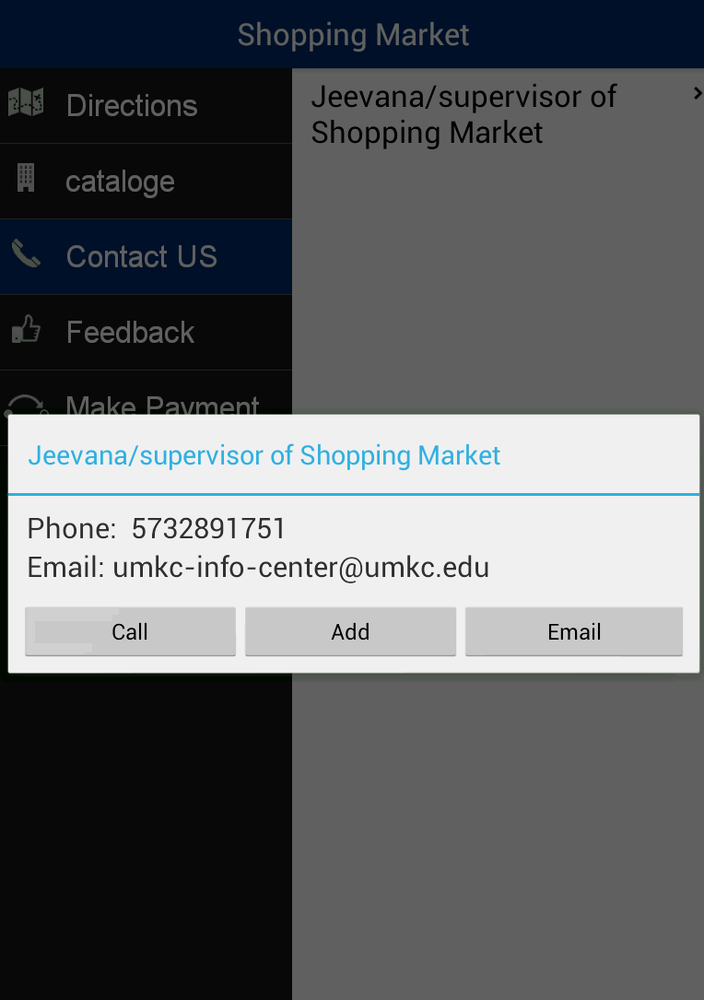 Shopping Market
Directions
cataloge
Contact US
Feedback
Make Payment
Jeevana/supervisor of
Shopping Market
Jeevana/supervisor of Shopping Market
Phone:  5732891751
Email: umkc-info-center@umkc.edu
Call
Add
Email